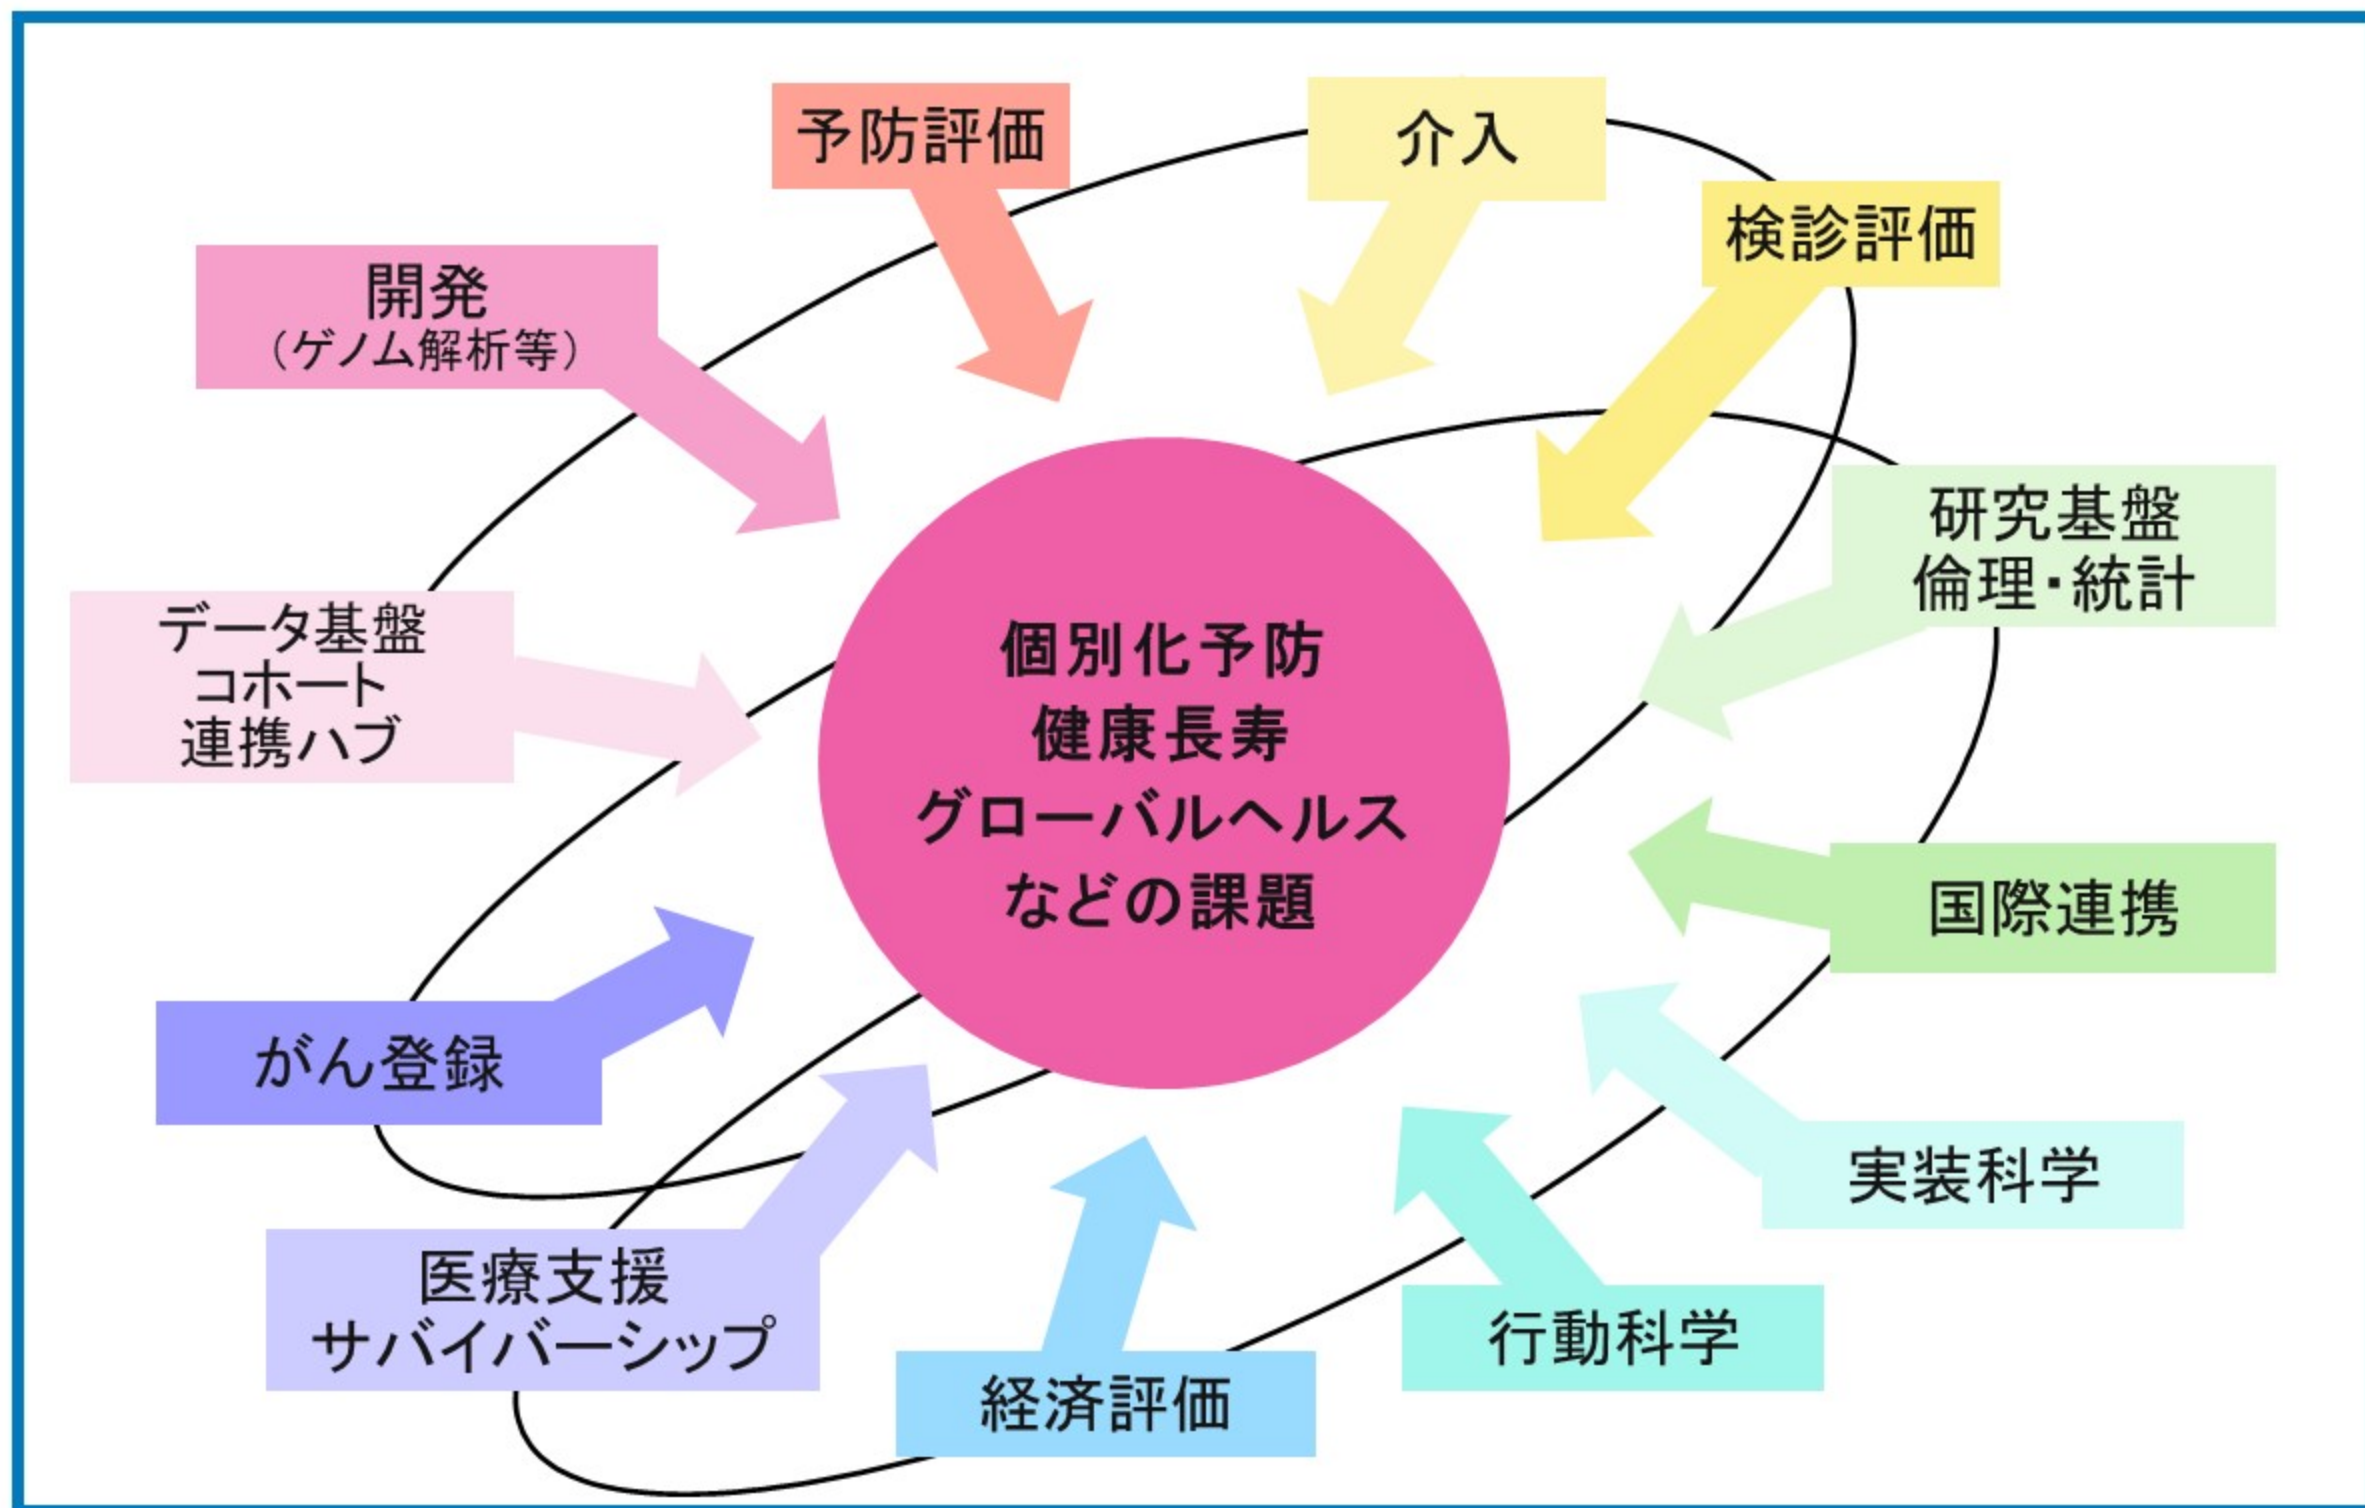 予防評価
介入
検診評価
開発
（ゲノム解析等）
研究基盤
倫理・統計
データ基盤
コホート
連携ハブ
個別化予防
健康長寿
グローバルヘルス
などの課題
国際連携
がん登録
実装科学
医療支援
サバイバーシップ
行動科学
経済評価